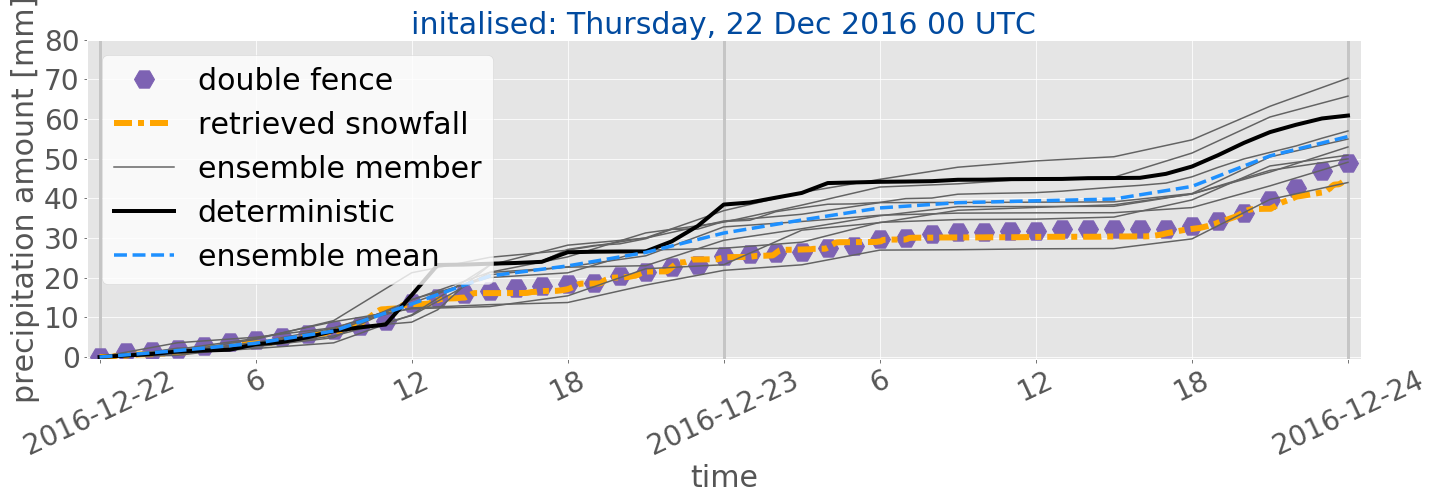 initalised: Thursday, 22 Dec 2016 00 UTC
precipitation amount [mm]
80
70
60
50
40
30
20
10
0
double fence
retrieved snowfall
ensemble member
deterministic
ensemble mean
2016-12-22
6
12
18
2016-12-23
6
12
18
2016-12-24
time